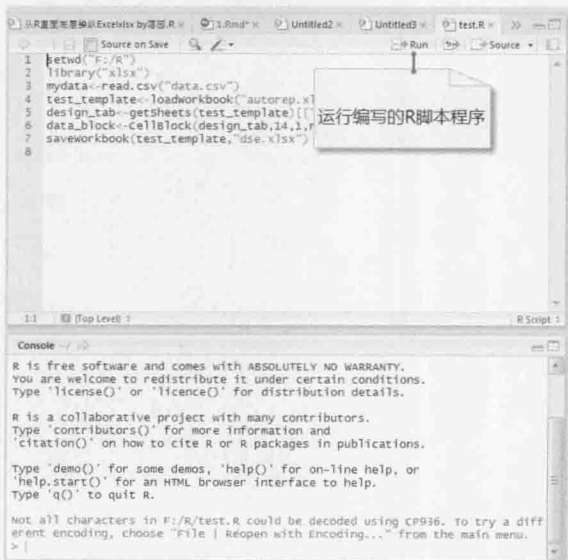 1.Rmd* × Untitled2 × Untitled3 × test.R ×
Source on Save Run Source
1 setwd("F:/R")
2 library("xlsx")
3 mydata<-read.csv("data.csv")
4 test_template<-loadworkbook("autorep.xl
5 design_tab<-getSheets(test_template)[[
6 data_block<-CellBlock(design_tab,14,1,
7 saveworkbook(test_template,"dse.xlsx")
8
运行编写的R脚本程序
1:1 (Top Level) R Script
Console ~/
R is free software and comes with ABSOLUTELY NO WARRANTY.
You are welcome to redistribute it under certain conditions.
Type 'license()' or 'licence()' for distribution details.
R is a collaborative project with many contributors.
Type 'contributors()' for more information and
'citation()' on how to cite R or R packages in publications.
Type 'demo()' for some demos, 'help()' for on-line help, or
'help.start()' for an HTML browser interface to help.
Type 'q()' to quit R.
Not all characters in F:/R/test.R could be decoded using CP936. To try a diff
erent encoding, choose "File | Reopen with Encoding..." from the main menu.
>